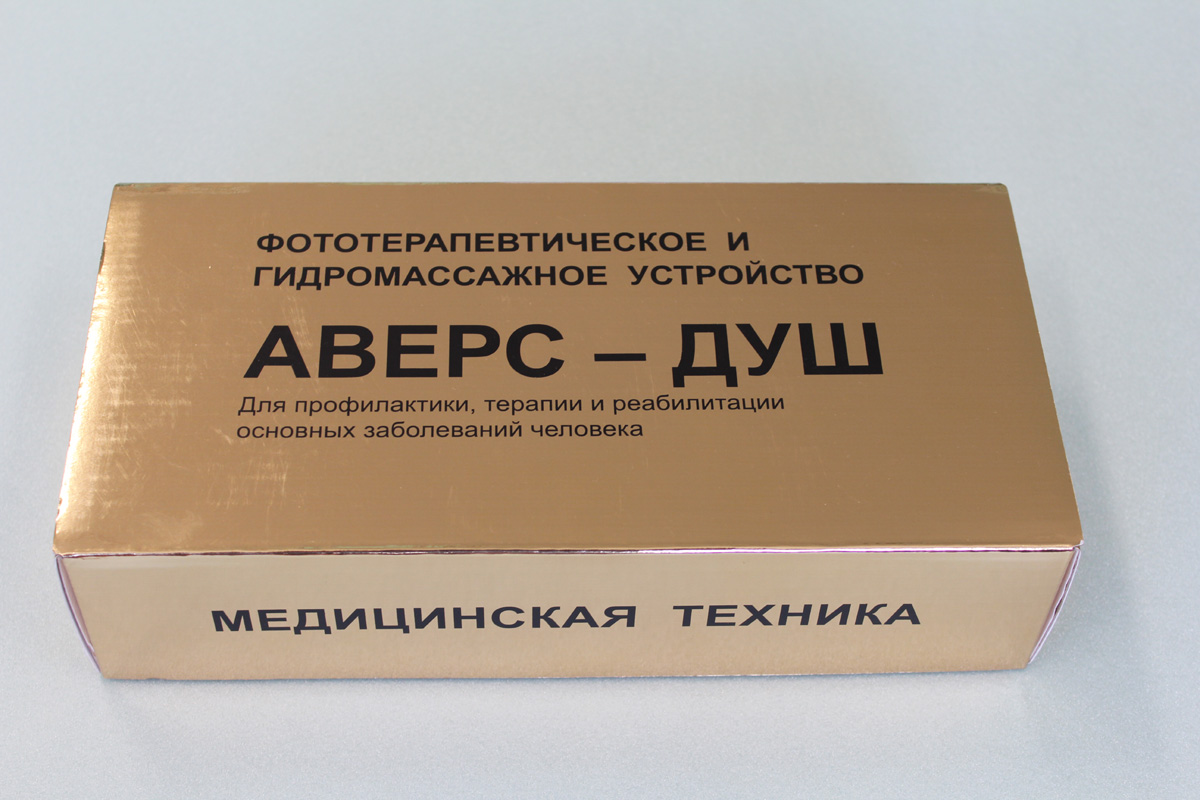 ФОТОТЕРАПЕВТИЧЕСКОЕ И
ГИДРОМАССАЖНОЕ УСТРОЙСТВО
АВЕРС – ДУШ
Для профилактики, терапии и реабилитации
основных заболеваний человека
МЕДИЦИНСКАЯ ТЕХНИКА